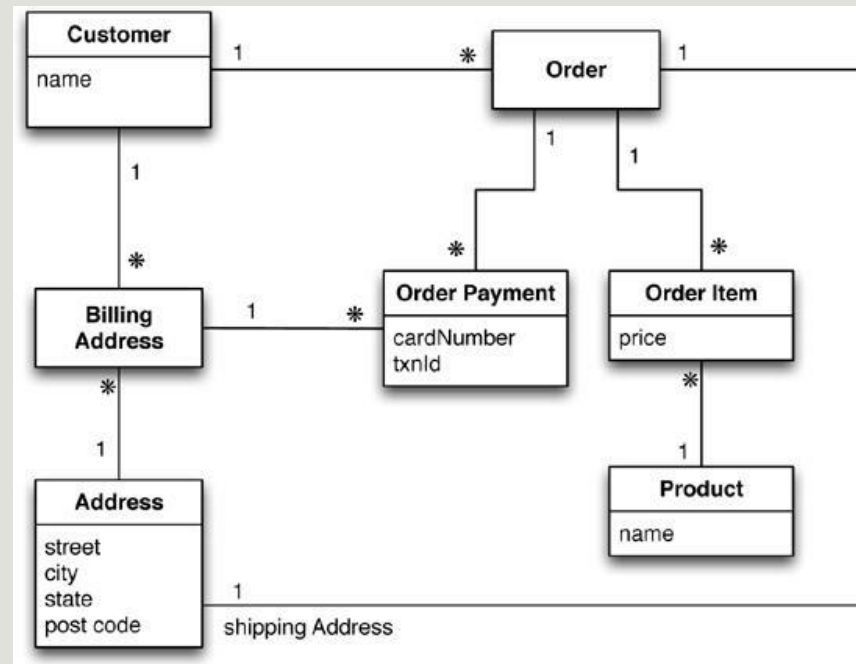 Customer
name
1
*
Order
1
1
*
1
*
1
*
Billing
Address
1
*
Order Payment
cardNumber
txnId
Order Item
price
*
1
*
1
Product
name
Address
street
city
state
post code
1
shipping Address